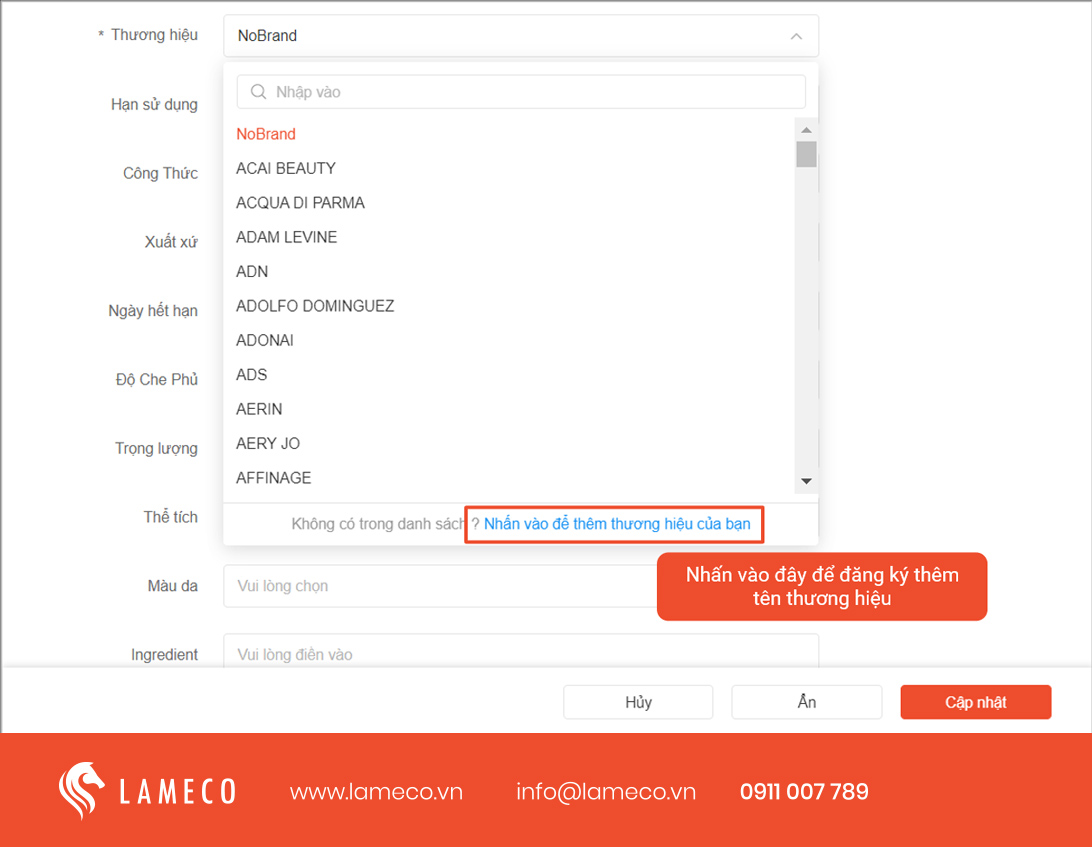 * Thương hiệu
NoBrand
Nhập vào
Hạn sử dụng
NoBrand
ACAI BEAUTY
Công Thức
ACQUA DI PARMA
Xuất xứ
ADAM LEVINE
ADN
Ngày hết hạn
ADOLFO DOMINGUEZ
ADONAI
Độ Che Phủ
ADS
AERIN
Trọng lượng
AERY JO
AFFINAGE
Thể tích
Không có trong danh sách ? Nhấn vào để thêm thương hiệu của bạn
Màu da
Vui lòng chọn
Nhấn vào đây để đăng ký thêm
tên thương hiệu
Ingredient
Vui lòng điền vào
Hủy
Ẩn
Cập nhật
LAMECO
www.lameco.vn
info@lameco.vn
0911 007 789